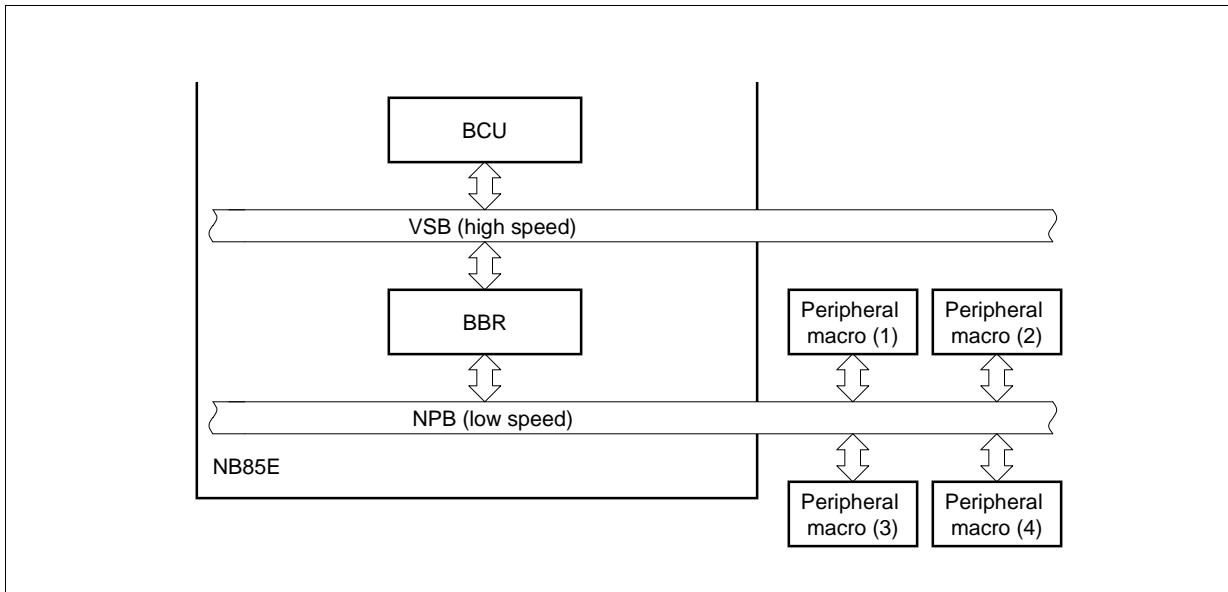 BCU
VSB (high speed)
BBR
Peripheral
macro (1)
Peripheral
macro (2)
NPB (low speed)
NB85E
Peripheral
macro (3)
Peripheral
macro (4)